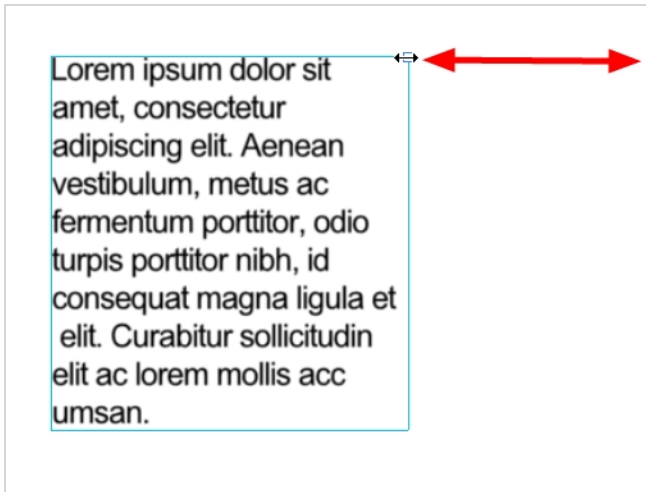 Lorem ipsum dolor sit
amet, consectetur
adipiscing elit. Aenean
vestibulum, metus ac
fermentum porttitor, odio
turpis porttitor nibh, id
consequat magna ligula et
elit. Curabitur sollicitudin
elit ac lorem mollis acc
umsan.